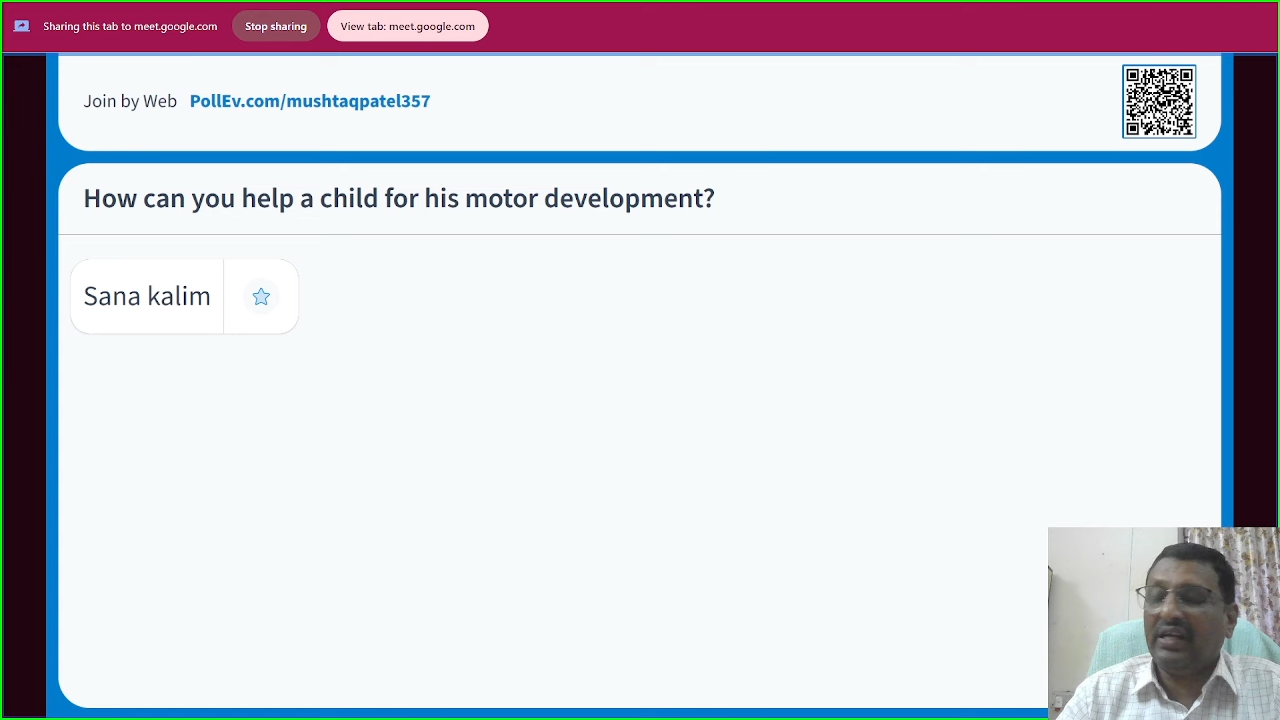 Sharing this tab to meet.google.com Stop sharing View tab: meet.google.com
Join by Web PollEv.com/mushtaqpatel357
How can you help a child for his motor development?
Sana kalim